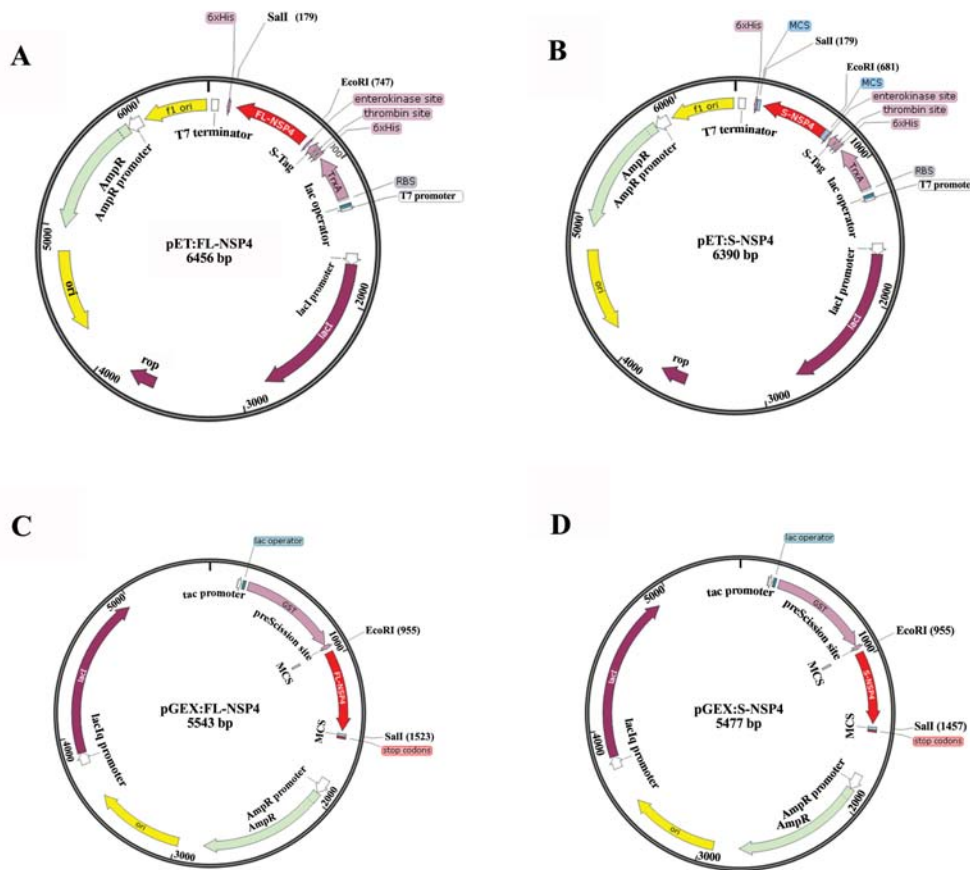 A
6xHis
SalI (179)
EcoRI (747)
enterokinase site
thrombin site
6xHis
S-Tag
TrxA
RBS
T7 promoter
lac operator
lacI promoter
lacI
2000
3000
rop
4000
ori
5000
AmpR
AmpR promoter
6000
f1 ori
T7 terminator
FL-NSP4
pET:FL-NSP4
6456 bp
B
6xHis
MCS
SalI (179)
EcoRI (681)
MCS
enterokinase site
thrombin site
6xHis
S-Tag
1000
TrxA
RBS
T7 promo
lac operator
lacI promoter
lacI
2000
3000
rop
4000
ori
5000
AmpR
AmpR promoter
6000
f1 ori
T7 terminator
S-NSP4
pET:S-NSP4
6390 bp
C
lac operator
tac promoter
GST
preScission site
1000
EcoRI (955)
MCS
FL-NSP4
MCS
SalI (1523)
stop codons
AmpR promoter
AmpR
2000
3000
ori
lacIq promoter
4000
lacI
5000
pGEX:FL-NSP4
5543 bp
D
lac operator
tac promoter
GST
preScission site
1000
EcoRI (955)
MCS
S-NSP4
MCS
SalI (1457)
stop codons
AmpR promoter
AmpR
2000
3000
ori
lacIq promoter
4000
lacI
5000
pGEX:S-NSP4
5477 bp